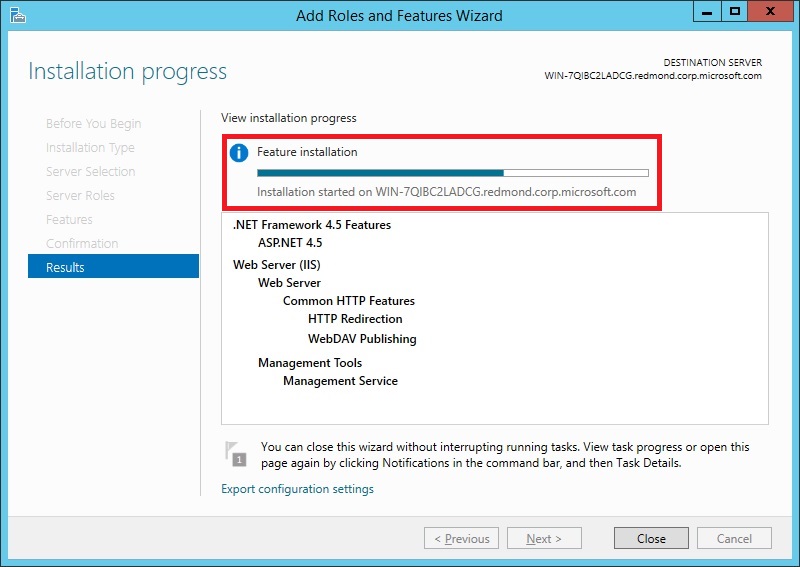 Add Roles and Features Wizard
Installation progress
DESTINATION SERVER
WIN-7QIBC2LADCG.redmond.corp.microsoft.com
Before You Begin
Installation Type
Server Selection
Server Roles
Features
Confirmation
Results
View installation progress
Feature installation
Installation started on WIN-7QIBC2LADCG.redmond.corp.microsoft.com
.NET Framework 4.5 Features
ASP.NET 4.5
Web Server (IIS)
Web Server
Common HTTP Features
HTTP Redirection
WebDAV Publishing
Management Tools
Management Service
1
You can close this wizard without interrupting running tasks. View task progress or open this
page again by clicking Notifications in the command bar, and then Task Details.
Export configuration settings
< Previous
Next >
Close
Cancel